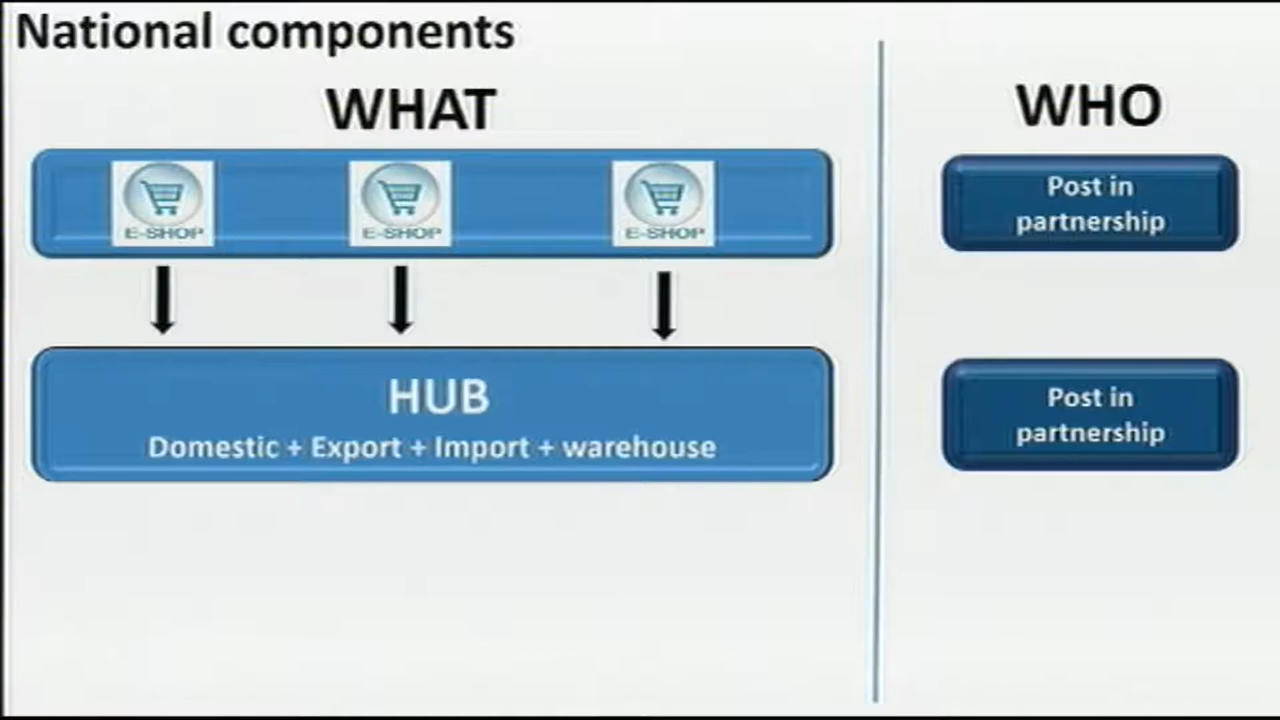 National components
WHAT
WHO
E-SHOP
E-SHOP
E-SHOP
Post in
partnership
HUB
Domestic + Export + Import + warehouse
Post in
partnership